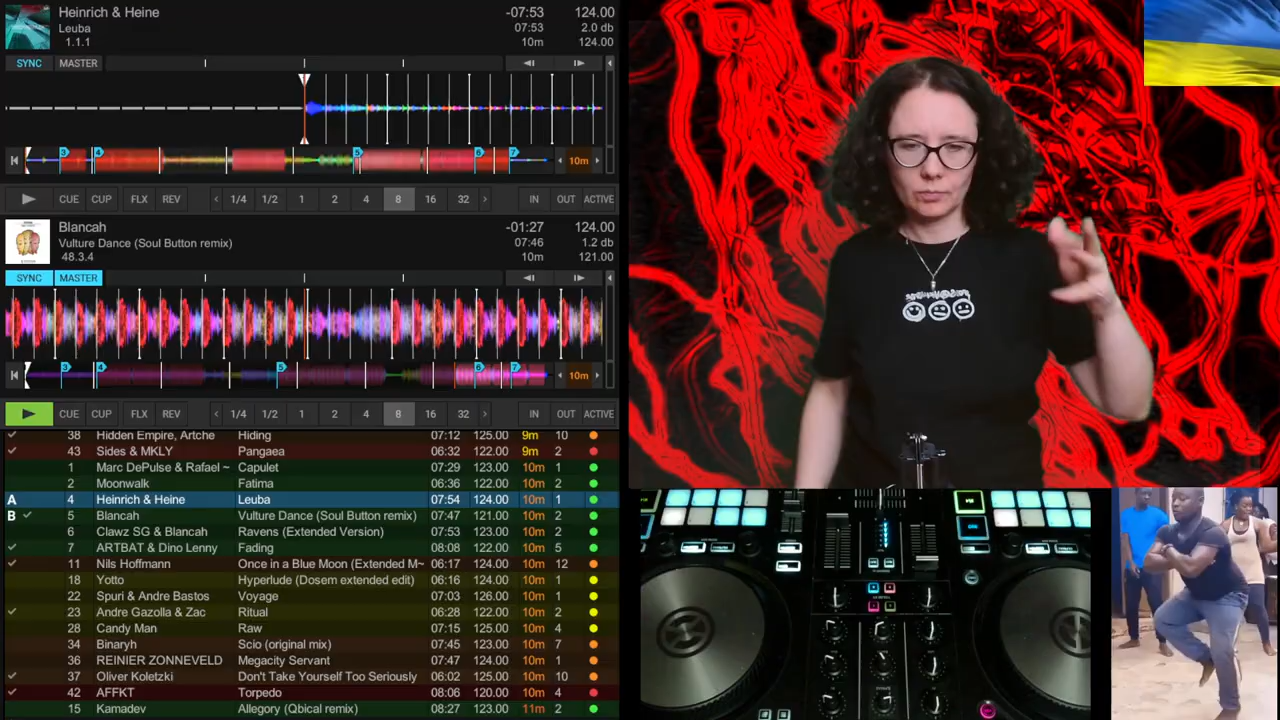 Heinrich & Heine -07:53 124.00
Leuba 07:53 2.0 db
1.1.1 10m 124.00
SYNC MASTER
3 4 5 6 7 10m
CUE CUP FLX REV 1/4 1/2 1 2 4 8 16 32 IN OUT ACTIVE
Blancah -01:27 124.00
Vulture Dance (Soul Button remix) 07:46 1.2 db
48.3.4 10m 121.00
SYNC MASTER
3 4 5 6 7 10m
CUE CUP FLX REV 1/4 1/2 1 2 4 8 16 32 IN OUT ACTIVE
38 Hidden Empire, Artche Hiding 07:12 125.00 9m 10
43 Sides & MKLY Pangaea 06:32 122.00 9m 2
1 Marc DePulse & Rafael ~ Capulet 07:29 123.00 10m 1
2 Moonwalk Fatima 06:36 122.00 10m 2
A 4 Heinrich & Heine Leuba 07:54 124.00 10m 1
B 5 Blancah Vulture Dance (Soul Button remix) 07:47 121.00 10m 2
6 Clawz SG & Blancah Ravens (Extended Version) 07:53 123.00 10m 2
7 ARTBAT & Dino Lenny Fading 08:08 122.00 10m 5
11 Nils Hoffmann Once in a Blue Moon (Extended M~ 06:17 124.00 10m 12
18 Yotto Hyperlude (Dosem extended edit) 06:16 124.00 10m 1
22 Spuri & Andre Bastos Voyage 07:03 126.00 10m 1
23 Andre Gazolla & Zac Ritual 06:28 122.00 10m 2
28 Candy Man Raw 07:15 125.00 10m 4
34 Binaryh Scio (original mix) 07:45 123.00 10m 7
36 REINIER ZONNEVELD Megacity Servant 07:47 124.00 10m 1
37 Oliver Koletzki Don't Take Yourself Too Seriously 06:02 125.00 10m 10
42 AFFKT Torpedo 08:06 120.00 10m 4
15 Kamadev Allegory (Qbical remix) 08:27 123.00 11m 2